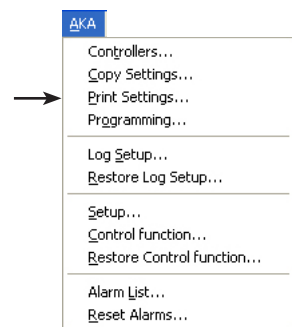 AKA
Controllers...
Copy Settings...
Print Settings...
Programming...
Log Setup...
Restore Log Setup...
Setup...
Control function...
Restore Control function...
Alarm List...
Reset Alarms...